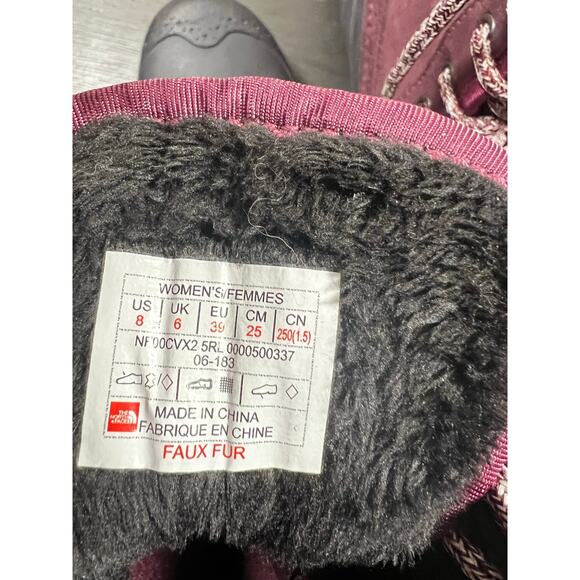 WOMEN'S/FEMMES
US UK EU CM CN
8 6 39 25 250(1.5)
NF00CVX2 5RL 0000500337
06-183
THE
NORTH
FACE
MADE IN CHINA
FABRIQUE EN CHINE
FAUX FUR